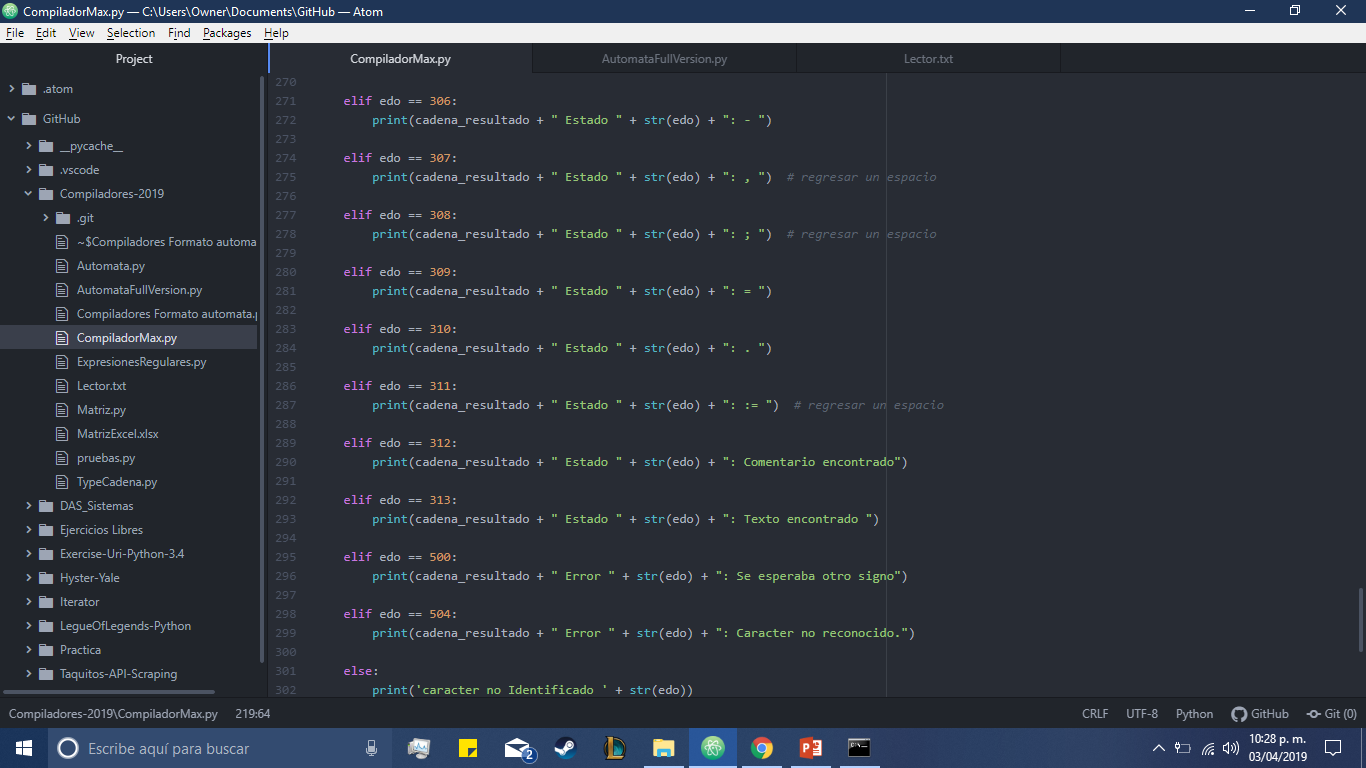 CompiladorMax.py — C:\Users\Owner\Documents\GitHub — Atom
File Edit View Selection Find Packages Help
Project
.atom
GitHub
__pycache__
.vscode
Compiladores-2019
.git
~$Compiladores Formato automa
Automata.py
AutomataFullVersion.py
Compiladores Formato automata.
CompiladorMax.py
ExpresionesRegulares.py
Lector.txt
Matriz.py
MatrizExcel.xlsx
pruebas.py
TypeCadena.py
DAS_Sistemas
Ejercicios Libres
Exercise-Uri-Python-3.4
Hyster-Yale
Iterator
LegueOfLegends-Python
Practica
Taquitos-API-Scraping
CompiladorMax.py AutomataFullVersion.py Lector.txt
270
271 elif edo == 306:
272 print(cadena_resultado + " Estado " + str(edo) + ": - ")
273
274 elif edo == 307:
275 print(cadena_resultado + " Estado " + str(edo) + ": , ") # regresar un espacio
276
277 elif edo == 308:
278 print(cadena_resultado + " Estado " + str(edo) + ": ; ") # regresar un espacio
279
280 elif edo == 309:
281 print(cadena_resultado + " Estado " + str(edo) + ": = ")
282
283 elif edo == 310:
284 print(cadena_resultado + " Estado " + str(edo) + ": . ")
285
286 elif edo == 311:
287 print(cadena_resultado + " Estado " + str(edo) + ": := ") # regresar un espacio
288
289 elif edo == 312:
290 print(cadena_resultado + " Estado " + str(edo) + ": Comentario encontrado")
291
292 elif edo == 313:
293 print(cadena_resultado + " Estado " + str(edo) + ": Texto encontrado ")
294
295 elif edo == 500:
296 print(cadena_resultado + " Error " + str(edo) + ": Se esperaba otro signo")
297
298 elif edo == 504:
299 print(cadena_resultado + " Error " + str(edo) + ": Caracter no reconocido.")
300
301 else:
302 print('caracter no Identificado ' + str(edo))
Compiladores-2019\CompiladorMax.py 219:64 CRLF UTF-8 Python GitHub Git (0)
Escribe aquí para buscar
2
10:28 p. m.
03/04/2019